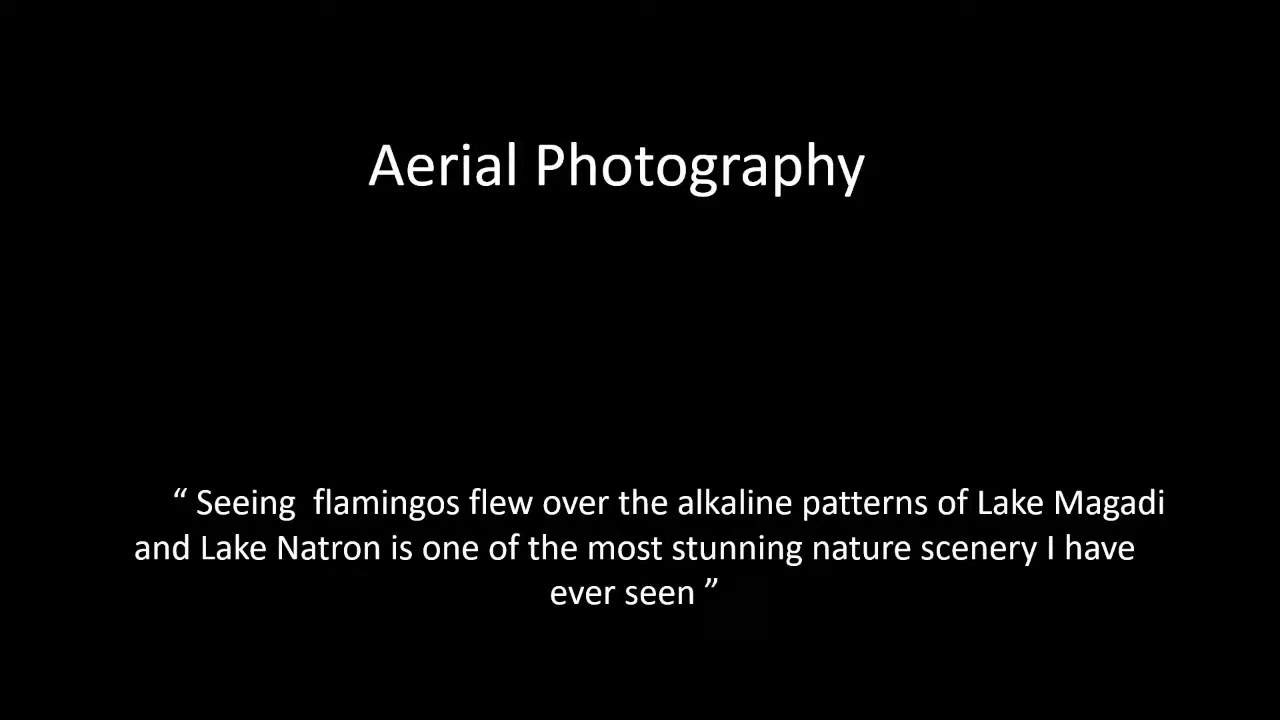 Aerial Photography
“ Seeing  flamingos flew over the alkaline patterns of Lake Magadi
and Lake Natron is one of the most stunning nature scenery I have
ever seen ”